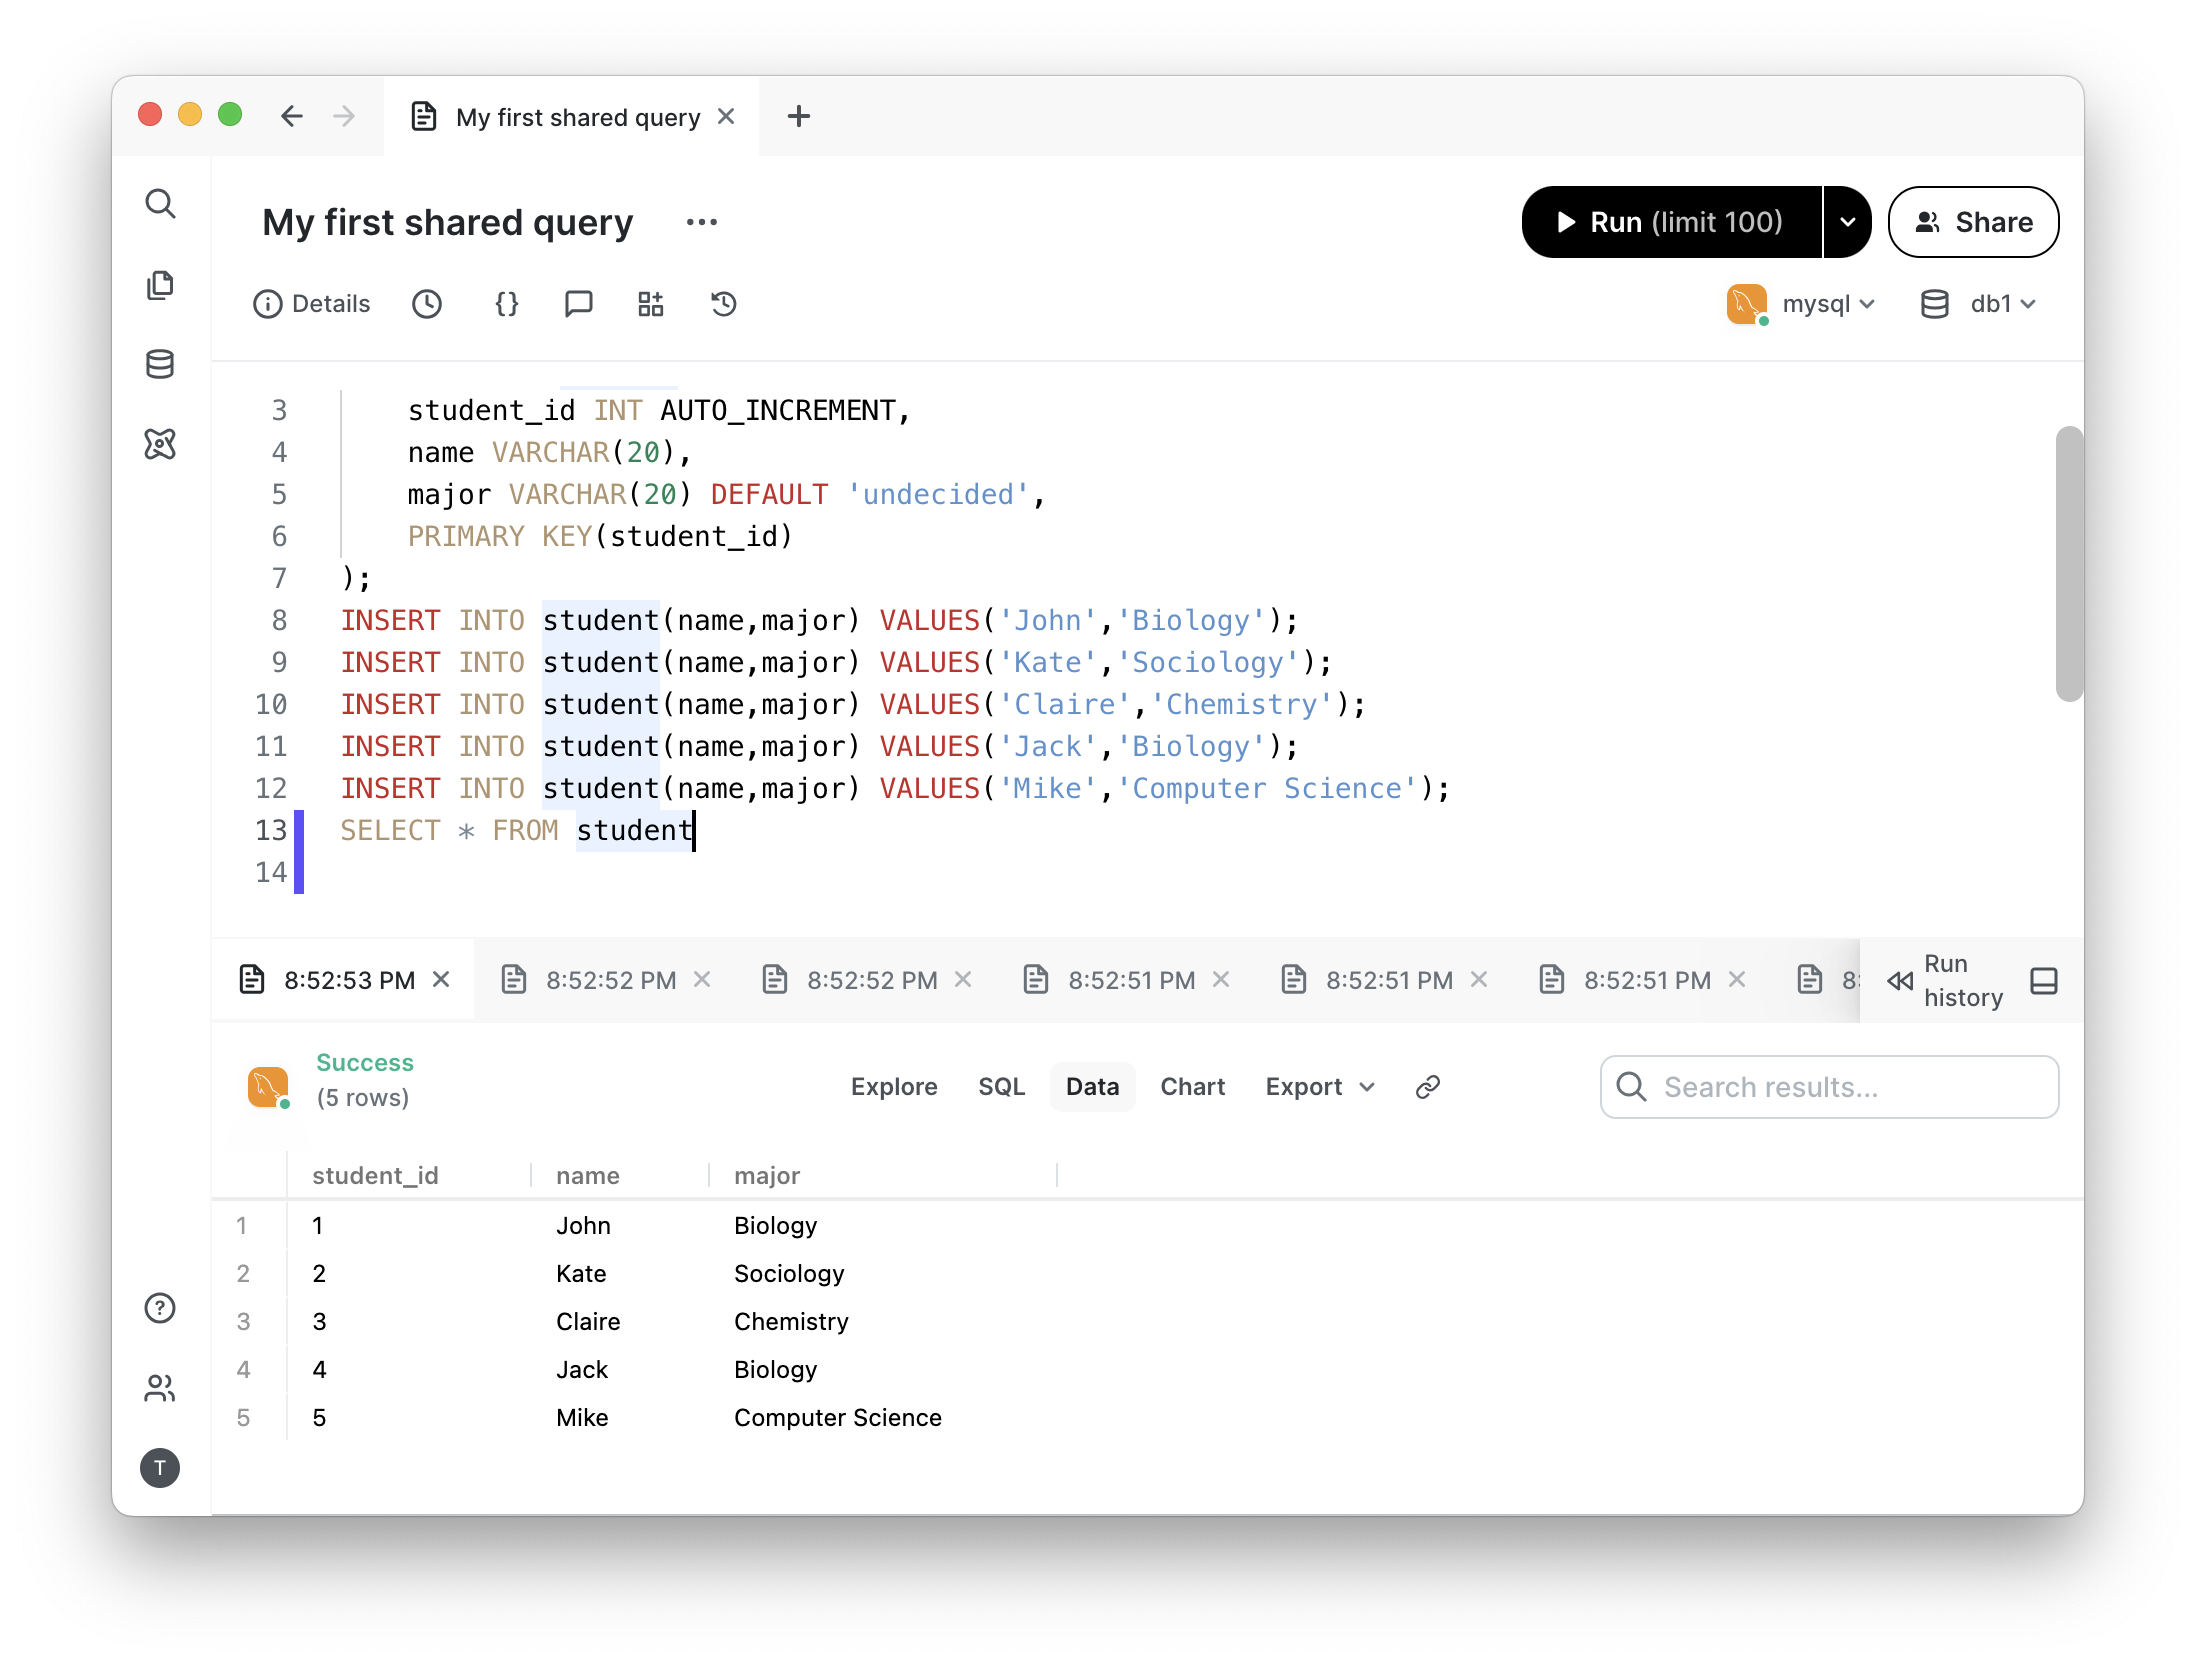 My first shared query
My first shared query ...
Run (limit 100)
Share
Details
{}
mysql
db1
3 student_id INT AUTO_INCREMENT,
4 name VARCHAR(20),
5 major VARCHAR(20) DEFAULT 'undecided',
6 PRIMARY KEY(student_id)
7 );
8 INSERT INTO student(name,major) VALUES('John','Biology');
9 INSERT INTO student(name,major) VALUES('Kate','Sociology');
10 INSERT INTO student(name,major) VALUES('Claire','Chemistry');
11 INSERT INTO student(name,major) VALUES('Jack','Biology');
12 INSERT INTO student(name,major) VALUES('Mike','Computer Science');
13 SELECT * FROM student
14
8:52:53 PM 8:52:52 PM 8:52:52 PM 8:52:51 PM 8:52:51 PM 8:52:51 PM
Run
history
Success
(5 rows)
Explore SQL Data Chart Export
Search results...
student_id name major
1 1 John Biology
2 2 Kate Sociology
3 3 Claire Chemistry
4 4 Jack Biology
5 5 Mike Computer Science
T